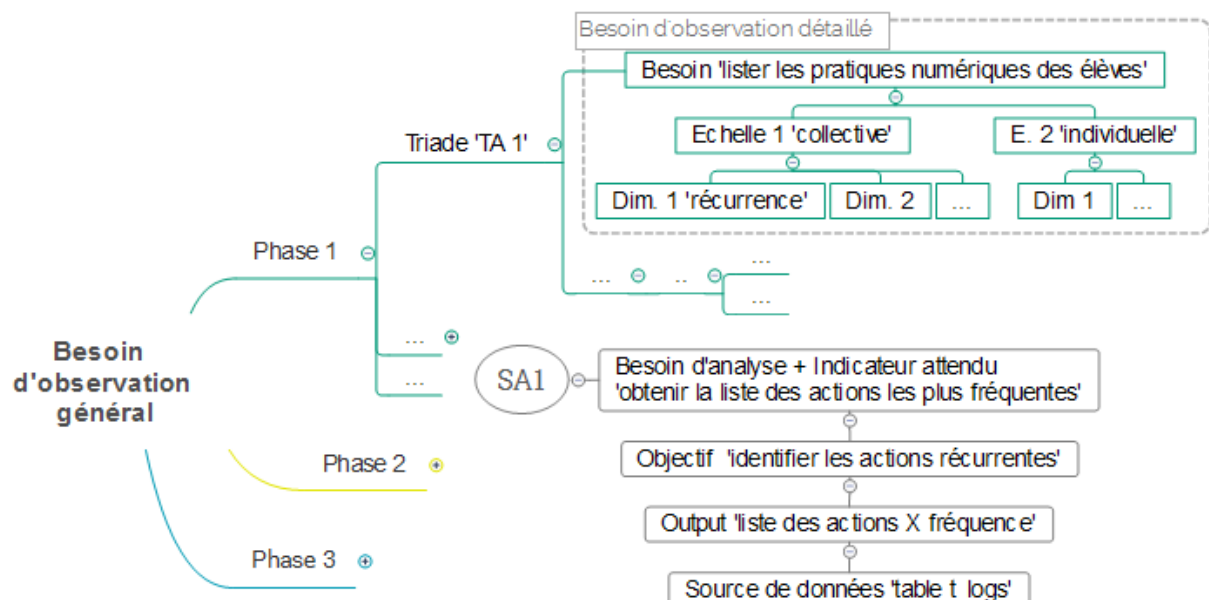 Besoin d'observation détaillé
Besoin 'lister les pratiques numériques des élèves'
Triade 'TA 1'
Echelle 1 'collective'
E. 2 'individuelle'
Dim. 1 'récurrence'
Dim. 2
...
Dim 1
...
Phase 1
...
..
...
...
...
...
Besoin
d'observation
général
SA1
Besoin d'analyse + Indicateur attendu
'obtenir la liste des actions les plus fréquentes'
Objectif 'identifier les actions récurrentes'
Phase 2
Output 'liste des actions X fréquence'
Phase 3
Source de données 'table t_logs'